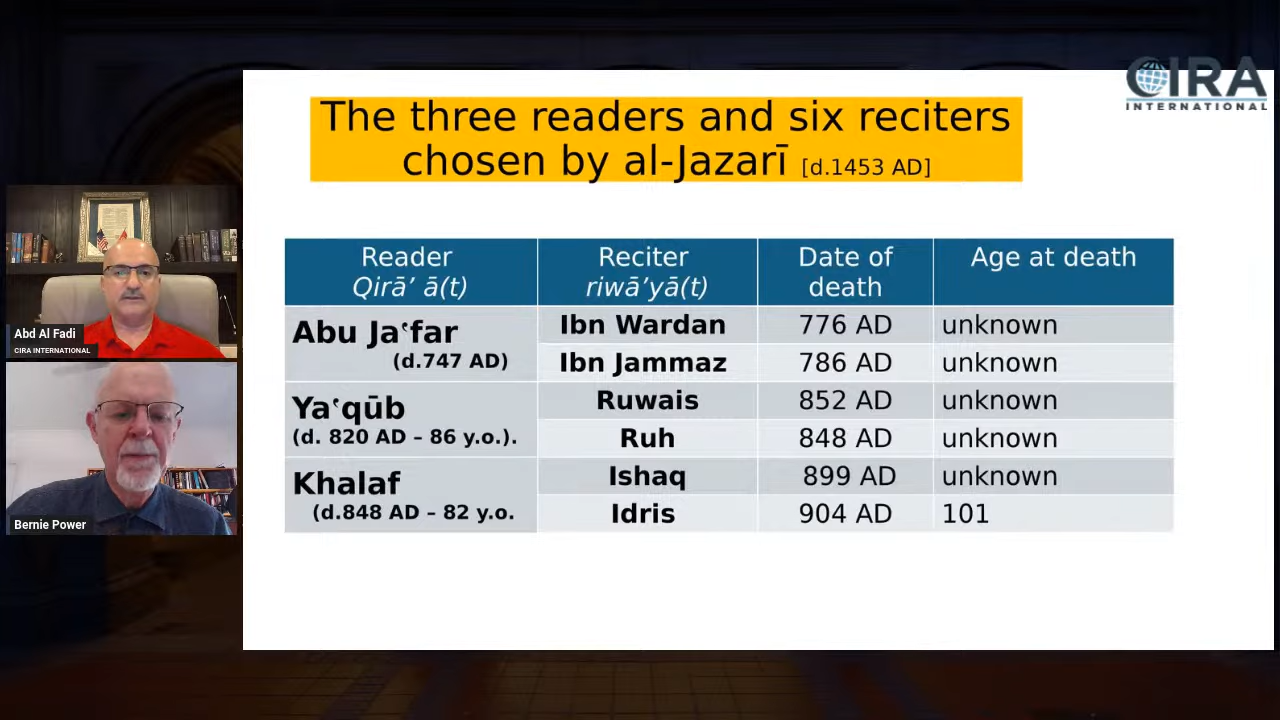 CIRA
INTERNATIONAL
The three readers and six reciters
chosen by al-Jazarī [d.1453 AD]
Reader
Qirā’ ā(t)
Reciter
riwā’yā(t)
Date of
death
Age at death
Abu Jaʿfar
(d.747 AD)
Ibn Wardan 776 AD unknown
Ibn Jammaz 786 AD unknown
Yaʿqūb
(d. 820 AD – 86 y.o.).
Ruwais 852 AD unknown
Ruh 848 AD unknown
Khalaf
(d.848 AD – 82 y.o.
Ishaq 899 AD unknown
Idris 904 AD 101
Abd Al Fadi
CIRA INTERNATIONAL
Bernie Power